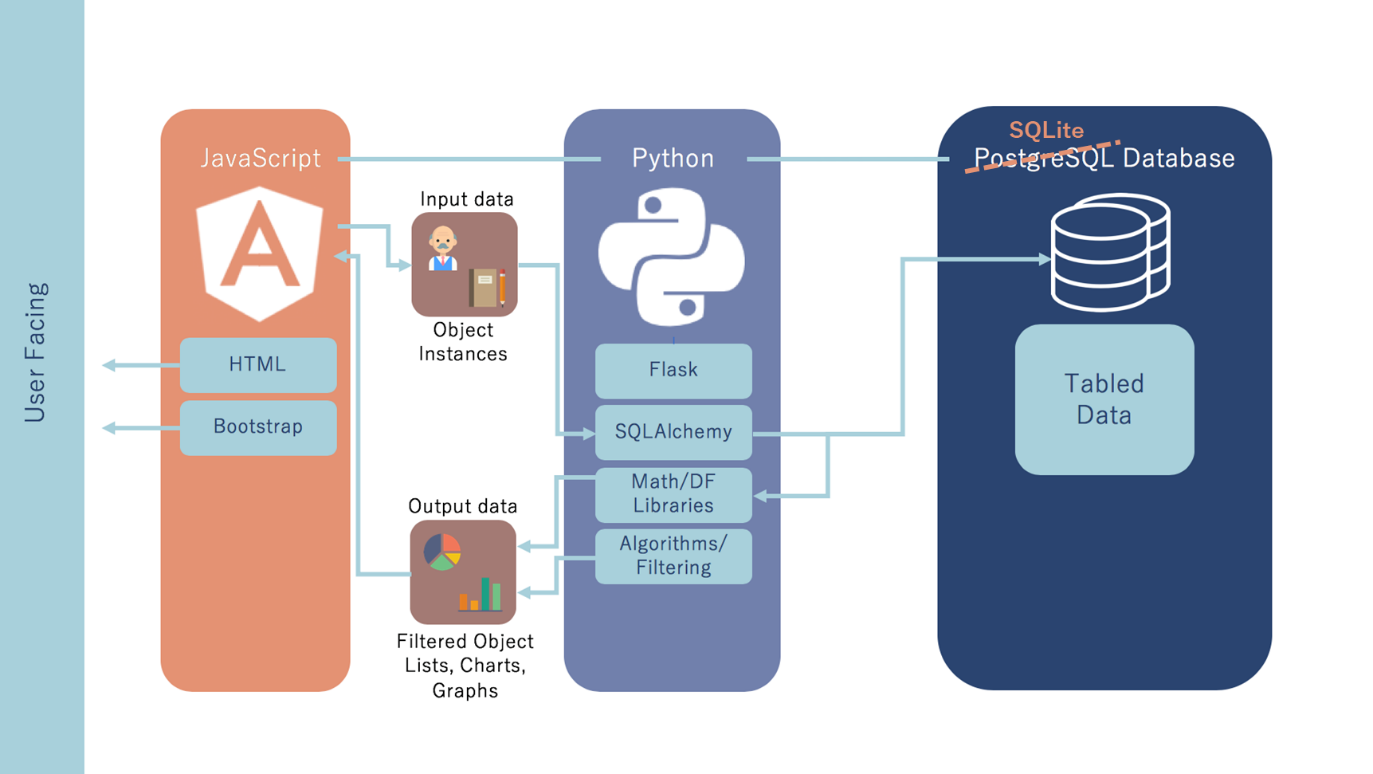 User Facing
JavaScript
HTML
Bootstrap
Input data
Object
Instances
Output data
Filtered Object
Lists, Charts,
Graphs
Python
Flask
SQLAlchemy
Math/DF
Libraries
Algorithms/
Filtering
SQLite
PostgreSQL Database
Tabled
Data